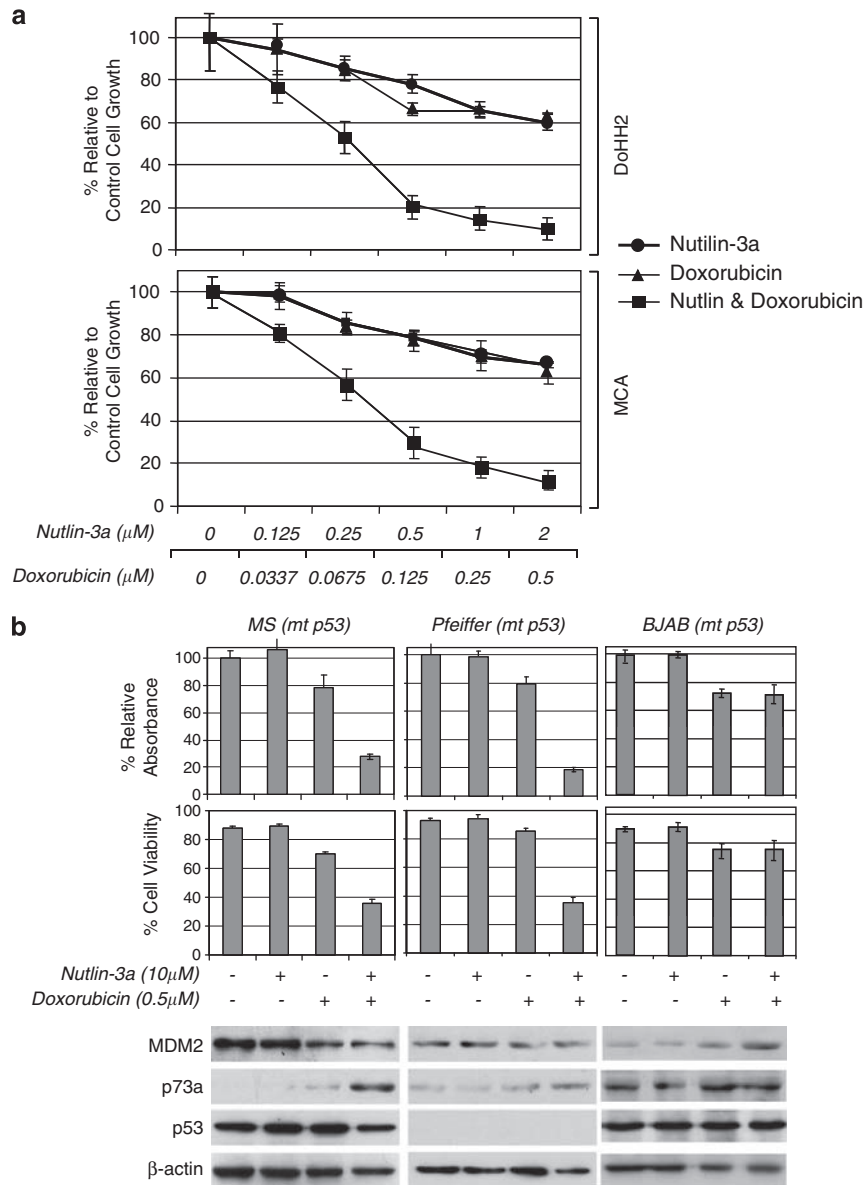 a
% Relative to
Control Cell Growth
100
80
60
40
20
0
DoHH2
% Relative to
Control Cell Growth
100
80
60
40
20
0
MCA
Nutilin-3a
Doxorubicin
Nutlin & Doxorubicin
Nutlin-3a (μM) 0 0.125 0.25 0.5 1 2
Doxorubicin (μM) 0 0.0337 0.0675 0.125 0.25 0.5
b
MS (mt p53) Pfeiffer (mt p53) BJAB (mt p53)
% Relative
Absorbance
100
80
60
40
20
0
% Cell Viability
100
80
60
40
20
0
Nutlin-3a (10μM) - + - + - + - + - + - +
Doxorubicin (0.5μM) - - + + - - + + - - + +
MDM2
p73a
p53
β-actin